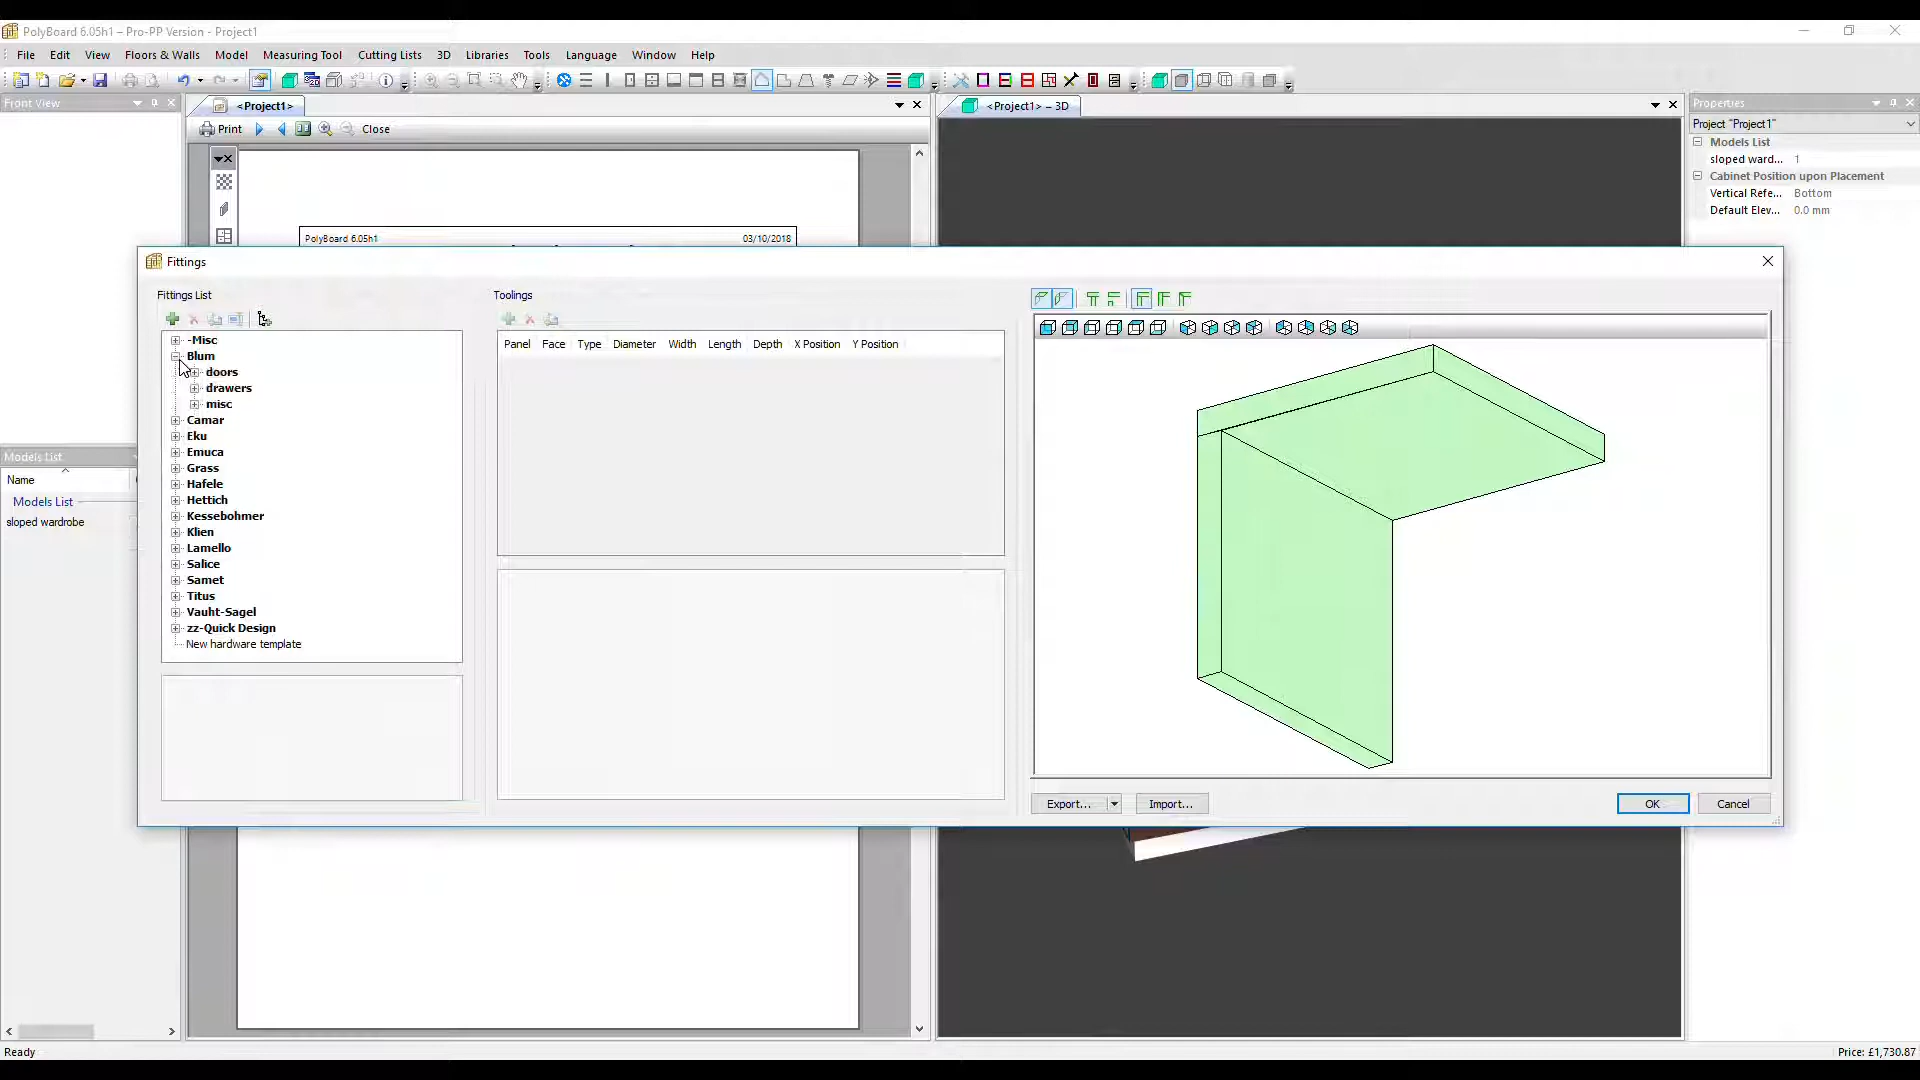 PolyBoard 6.05h1 – Pro-PP Version - Project1
File Edit View Floors & Walls Model Measuring Tool Cutting Lists 3D Libraries Tools Language Window Help
Front View
<Project1>
<Project1> – 3D
Properties
Print Close
Project "Project1"
Models List
sloped ward... 1
Cabinet Position upon Placement
Vertical Refe... Bottom
Default Elev... 0.0 mm
PolyBoard 6.05h1 03/10/2018
Fittings
Fittings List
Toolings
-Misc
Blum
doors
drawers
misc
Camar
Eku
Emuca
Grass
Hafele
Hettich
Kessebohmer
Klien
Lamello
Salice
Samet
Titus
Vauht-Sagel
zz-Quick Design
New hardware template
Panel Face Type Diameter Width Length Depth X Position Y Position
Models List
Name
Models List
sloped wardrobe
Export... Import... OK Cancel
Ready
Price: £1,730.87